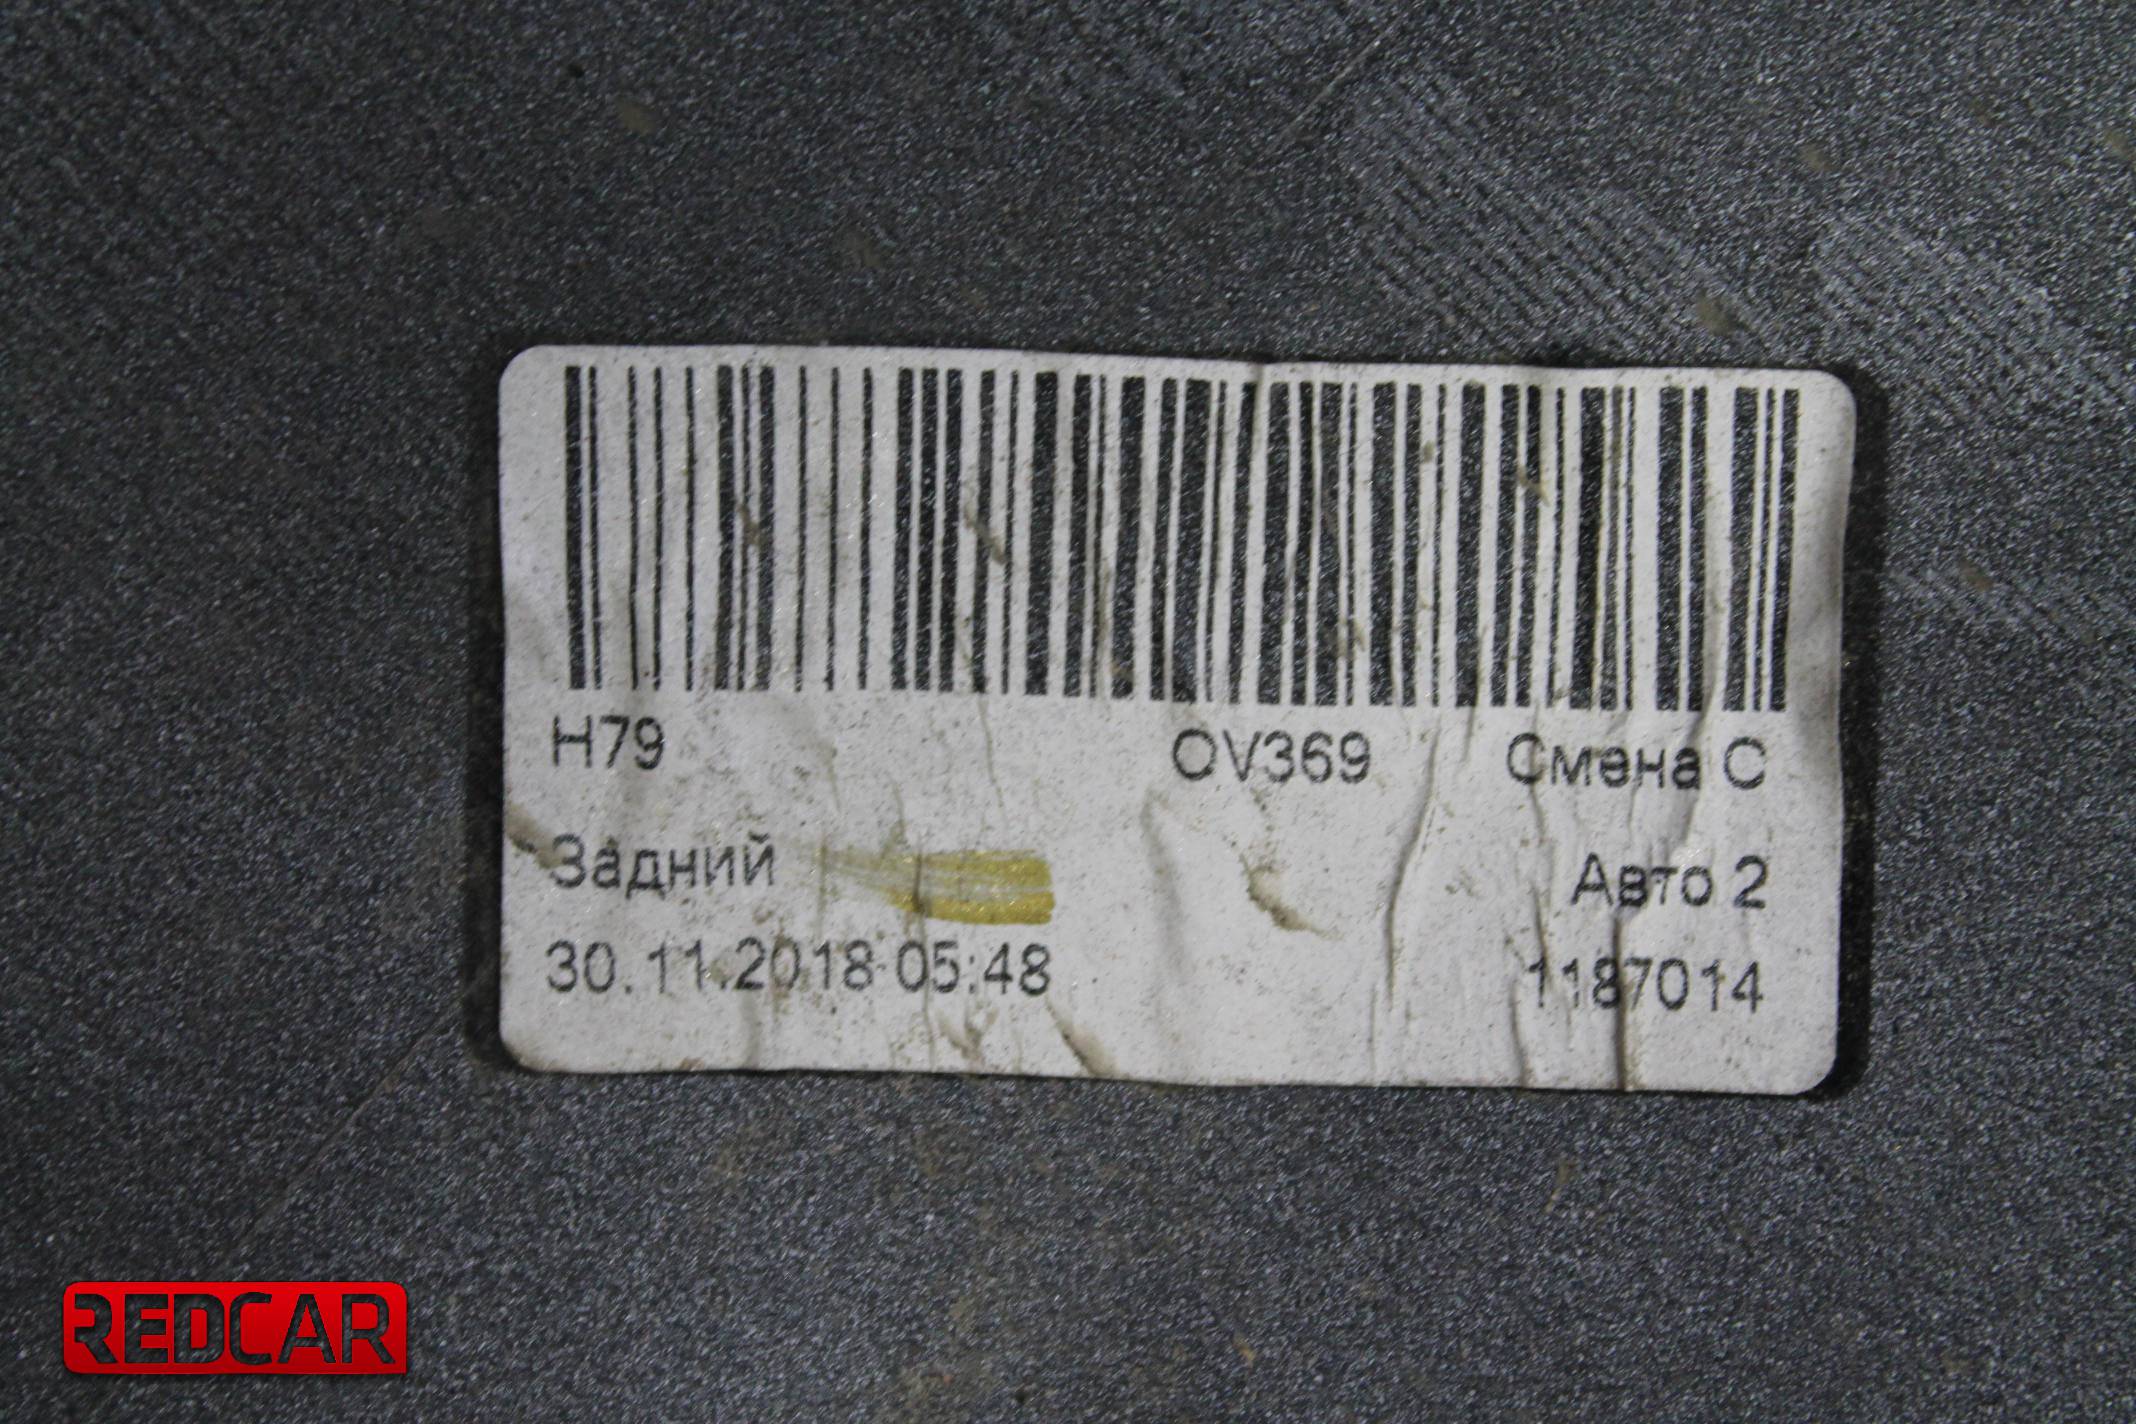 H79 OV369 Смена С
Задний Авто 2
30.11.2018 05:48 1187014
REDCAR